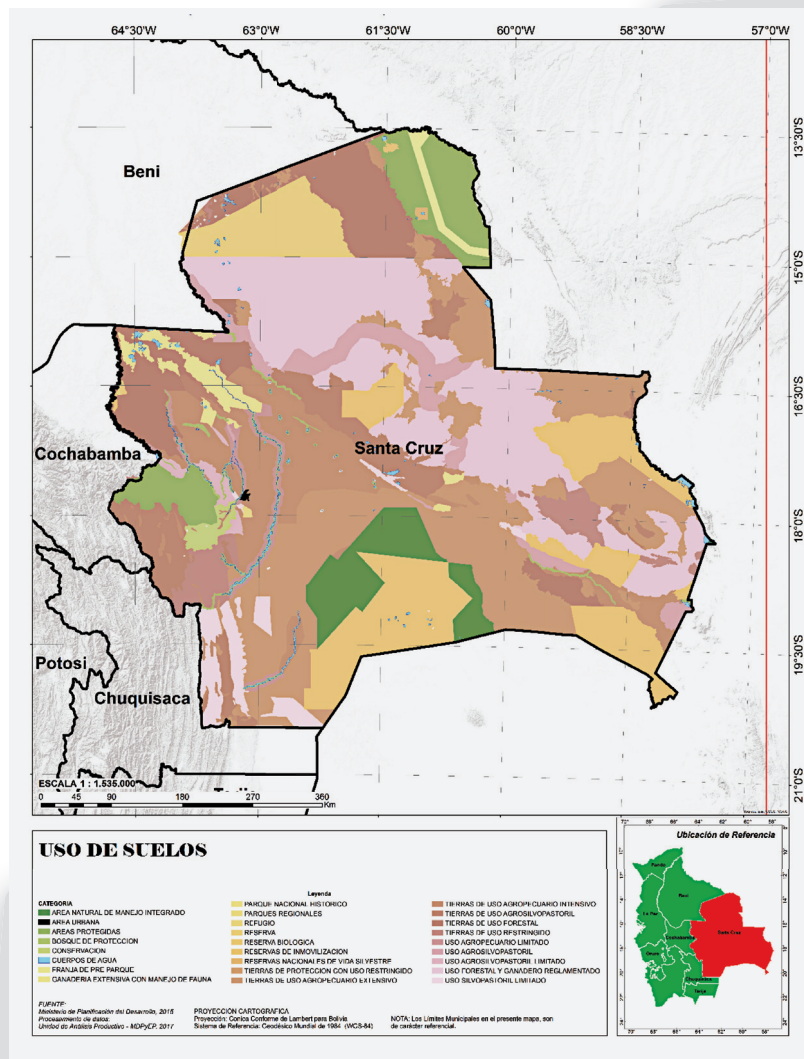 64°30'W 63°0'W 61°30'W 60°0'W 58°30'W 57°0'W
13°30'S
15°0'S
16°30'S
18°0'S
19°30'S
21°0'S
Beni
Cochabamba
Santa Cruz
Potosi
Chuquisaca
ESCALA 1 : 1.535.000
0 45 90 180 270 360
Km
USO DE SUELOS
Leyenda
CATEGORIA
AREA NATURAL DE MANEJO INTEGRADO
AREA URBANA
AREAS PROTEGIDAS
BOSQUE DE PROTECCION
CONSERVACION
CUERPOS DE AGUA
FRANJA DE PRE PARQUE
GANADERIA EXTENSIVA CON MANEJO DE FAUNA
PARQUE NACIONAL HISTORICO
PARQUES REGIONALES
REFUGIO
RESERVA
RESERVA BIOLOGICA
RESERVAS DE INMOVILIZACION
RESERVAS NACIONALES DE VIDA SILVESTRE
TIERRAS DE PROTECCION CON USO RESTRINGIDO
TIERRAS DE USO AGROPECUARIO EXTENSIVO
TIERRAS DE USO AGROPECUARIO INTENSIVO
TIERRAS DE USO AGROSILVOPASTORIL
TIERRAS DE USO FORESTAL
TIERRAS DE USO RESTRINGIDO
USO AGROPECUARIO LIMITADO
USO AGROSILVOPASTORIL
USO AGROSILVOPASTORIL LIMITADO
USO FORESTAL Y GANADERO REGLAMENTADO
USO SILVOPASTORIL LIMITADO
FUENTE:
Ministerio de Planificación del Desarrollo, 2015
Procesamiento de datos:
Unidad de Análisis Productivo - MDPyEP, 2017
PROYECCIÓN CARTOGRAFICA
Proyección: Conica Conforme de Lambert para Bolivia
Sistema de Referencia: Geodésico Mundial de 1984 (WCS-84)
NOTA: Los Límites Municipales en el presente mapa, son
de carácter referencial.
Ubicación de Referencia
Pando
Beni
La Paz
Cochabamba
Santa Cruz
Oruro
Chuquisaca
Tarija